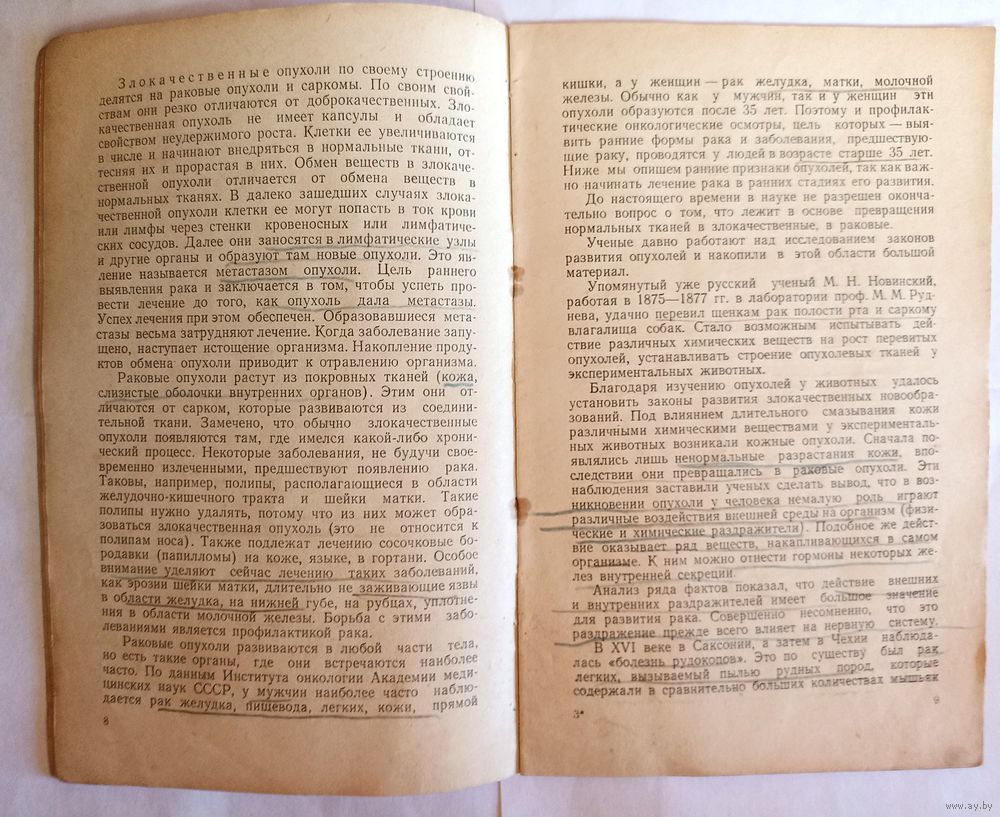 Злокачественные опухоли по своему строению
делятся на раковые опухоли и саркомы. По своим свой-
ствам они резко отличаются от доброкачественных. Зло-
качественная опухоль не имеет капсулы и обладает
свойством неудержимого роста. Клетки ее увеличиваются
в числе и начинают внедряться в нормальные ткани, от-
тесняя их и прорастая в них. Обмен веществ в злокаче-
ственной опухоли отличается от обмена веществ в
нормальных тканях. В далеко зашедших случаях злока-
чественной опухоли клетки ее могут попасть в ток крови
или лимфы через стенки кровеносных или лимфатиче-
ских сосудов. Далее они заносятся в лимфатические узлы
и другие органы и образуют там новые опухоли. Это яв-
ление называется метастазом опухоли. Цель раннего
выявления рака и заключается в том, чтобы успеть про-
вести лечение до того, как опухоль дала метастазы.
Успех лечения при этом обеспечен. Образовавшиеся мета-
стазы весьма затрудняют лечение. Когда заболевание запу-
щено, наступает истощение организма. Накопление продук-
тов обмена опухоли приводит к отравлению организма.
Раковые опухоли растут из покровных тканей (кожа,
слизистые оболочки внутренних органов). Этим они от-
личаются от сарком, которые развиваются из соедини-
тельной ткани. Замечено, что обычно злокачественные
опухоли появляются там, где имелся какой-либо хрони-
ческий процесс. Некоторые заболевания, не будучи свое-
временно излеченными, предшествуют появлению рака.
Таковы, например, полипы, располагающиеся в области
желудочно-кишечного тракта и шейки матки. Такие
полипы нужно удалять, потому что из них может обра-
зоваться злокачественная опухоль (это не относится к
полипам носа). Также подлежат лечению сосочковые бо-
родавки (папилломы) на коже, языке, в гортани. Особое
внимание уделяют сейчас лечению таких заболеваний,
как эрозии шейки матки, длительно не заживающие язвы
в области желудка, на нижней губе, на рубцах, уплотне-
ния в области молочной железы. Борьба с этими забо-
леваниями является профилактикой рака.
Раковые опухоли развиваются в любой части тела,
но есть такие органы, где они встречаются наиболее
часто. По данным Института онкологии Академии меди-
цинских наук СССР, у мужчин наиболее часто наблю-
дается рак желудка, пищевода, легких, кожи, прямой
8
кишки, а у женщин — рак желудка, матки, молочной
железы. Обычно как у мужчин, так и у женщин эти
опухоли образуются после 35 лет. Поэтому и профилак-
тические онкологические осмотры, цель которых — выя-
вить ранние формы рака и заболевания, предшествую-
щие раку, проводятся у людей в возрасте старше 35 лет.
Ниже мы опишем ранние признаки опухолей, так как важ-
но начинать лечение рака в ранних стадиях его развития.
До настоящего времени в науке не разрешен оконча-
тельно вопрос о том, что лежит в основе превращения
нормальных тканей в злокачественные, в раковые.
Ученые давно работают над исследованием законов
развития опухолей и накопили в этой области большой
материал.
Упомянутый уже русский ученый М. Н. Новинский,
работая в 1875—1877 гг. в лаборатории проф. М. М. Руд-
нева, удачно перевил щенкам рак полости рта и саркому
влагалища собак. Стало возможным испытывать дей-
ствие различных химических веществ на рост перевитых
опухолей, устанавливать строение опухолевых тканей у
экспериментальных животных.
Благодаря изучению опухолей у животных удалось
установить законы развития злокачественных новообра-
зований. Под влиянием длительного смазывания кожи
различными химическими веществами у эксперименталь-
ных животных возникали кожные опухоли. Сначала по-
являлись лишь ненормальные разрастания кожи, впо-
следствии они превращались в раковые опухоли. Эти
наблюдения заставили ученых сделать вывод, что в воз-
никновении опухоли у человека немалую роль играют
различные воздействия внешней среды на организм (физи-
ческие и химические раздражители). Подобное же дейст-
вие оказывает ряд веществ, накапливающихся в самом
организме. К ним можно отнести гормоны некоторых же-
лез внутренней секреции.
Анализ ряда фактов показал, что действие внешних
и внутренних раздражителей имеет большое значение
для развития рака. Совершенно несомненно, что это
раздражение прежде всего влияет на нервную систему.
В XVI веке в Саксонии, а затем в Чехии наблюда-
лась «болезнь рудокопов». Это по существу был рак
легких, вызываемый пылью рудных пород, которые
содержали в сравнительно больших количествах мышьяк
3*
9
www.ay.by